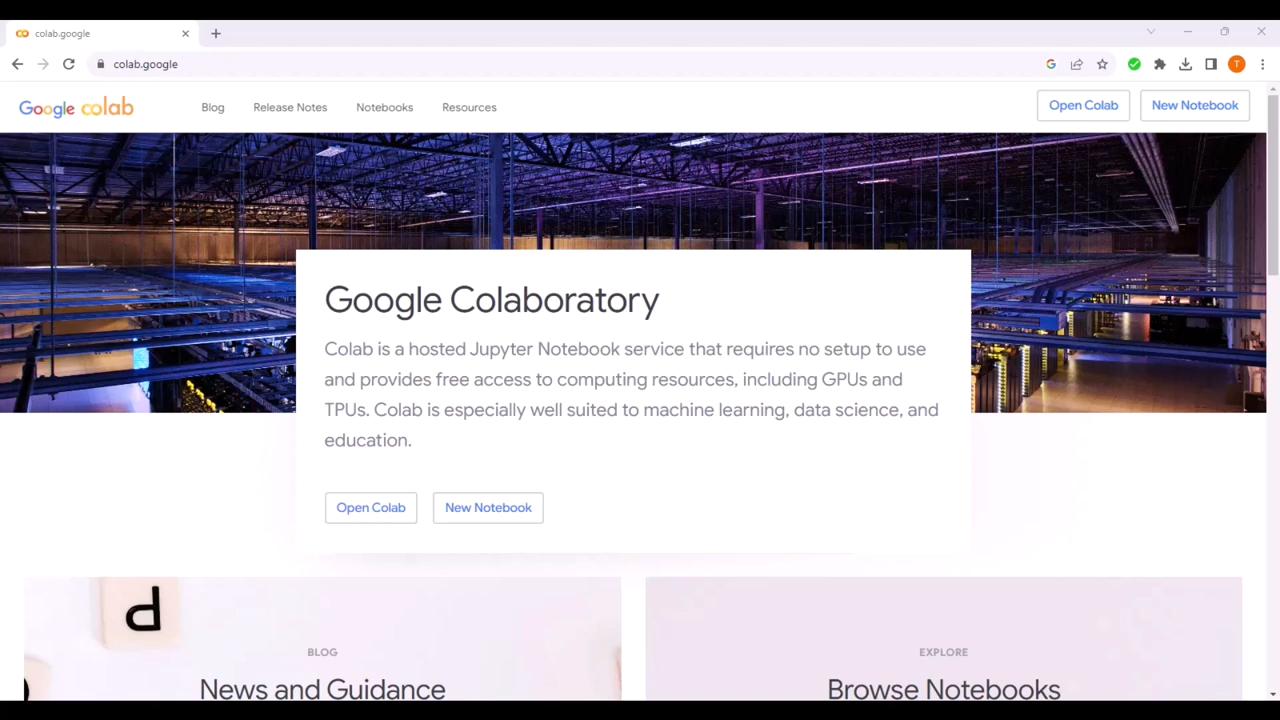 colab.google
colab.google
T
Google colab
Blog
Release Notes
Notebooks
Resources
Open Colab
New Notebook
Google Colaboratory
Colab is a hosted Jupyter Notebook service that requires no setup to use
and provides free access to computing resources, including GPUs and
TPUs. Colab is especially well suited to machine learning, data science, and
education.
Open Colab
New Notebook
d
BLOG
News and Guidance
EXPLORE
Browse Notebooks